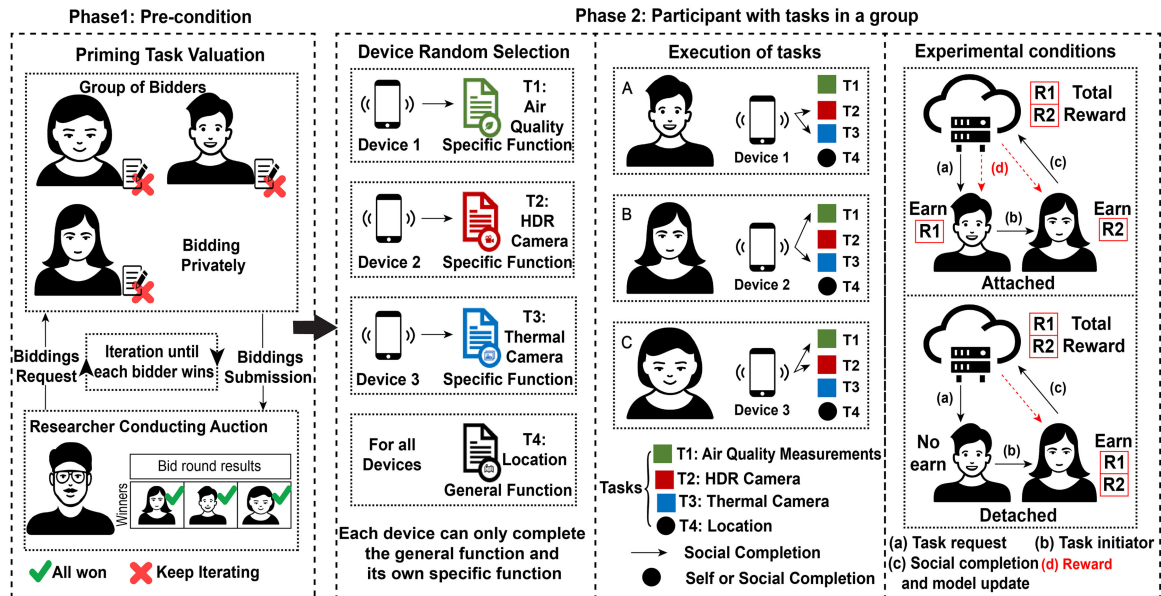 Phase1: Pre-condition
Phase 2: Participant with tasks in a group
Priming Task Valuation
Group of Bidders
Bidding
Privately
Biddings
Request
Iteration until
each bidder wins
Biddings
Submission
Researcher Conducting Auction
Bid round results
Winners
All won
Keep Iterating
Device Random Selection
T1:
Air
Quality
Device 1
Specific Function
T2:
HDR
Camera
Device 2
Specific Function
T3:
Thermal
Camera
Device 3
Specific Function
For all
Devices
T4:
Location
General Function
Each device can only complete
the general function and
its own specific function
Execution of tasks
A
T1
T2
T3
T4
Device 1
B
T1
T2
T3
T4
Device 2
C
T1
T2
T3
T4
Device 3
Tasks
T1: Air Quality Measurements
T2: HDR Camera
T3: Thermal Camera
T4: Location
Social Completion
Self or Social Completion
Experimental conditions
R1 Total
R2 Reward
(a)
(d)
(c)
Earn
R1
(b)
Earn
R2
Attached
R1 Total
R2 Reward
(a)
(c)
No
earn
(b)
Earn
R1
R2
Detached
(a) Task request (b) Task initiator
(c) Social completion (d) Reward
and model update